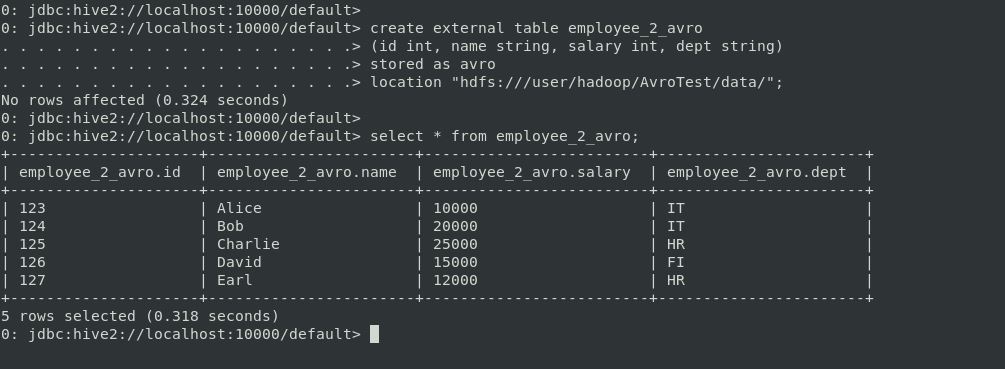 0: jdbc:hive2://localhost:10000/default>
0: jdbc:hive2://localhost:10000/default> create external table employee_2_avro
. . . . . . . . . . . . . . . . . . . .> (id int, name string, salary int, dept string)
. . . . . . . . . . . . . . . . . . . .> stored as avro
. . . . . . . . . . . . . . . . . . . .> location "hdfs:///user/hadoop/AvroTest/data/";
No rows affected (0.324 seconds)
0: jdbc:hive2://localhost:10000/default>
0: jdbc:hive2://localhost:10000/default> select * from employee_2_avro;
+---------------------+-----------------------+-------------------------+-----------------------+
| employee_2_avro.id  | employee_2_avro.name  | employee_2_avro.salary  | employee_2_avro.dept  |
+---------------------+-----------------------+-------------------------+-----------------------+
| 123                 | Alice                 | 10000                   | IT                    |
| 124                 | Bob                   | 20000                   | IT                    |
| 125                 | Charlie               | 25000                   | HR                    |
| 126                 | David                 | 15000                   | FI                    |
| 127                 | Earl                  | 12000                   | HR                    |
+---------------------+-----------------------+-------------------------+-----------------------+
5 rows selected (0.318 seconds)
0: jdbc:hive2://localhost:10000/default>